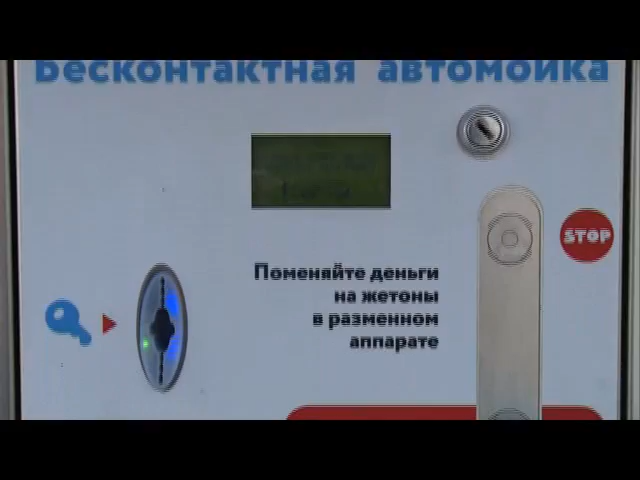 Бесконтактная автомойка
STOP
Поменяйте деньги
на жетоны
в разменном
аппарате